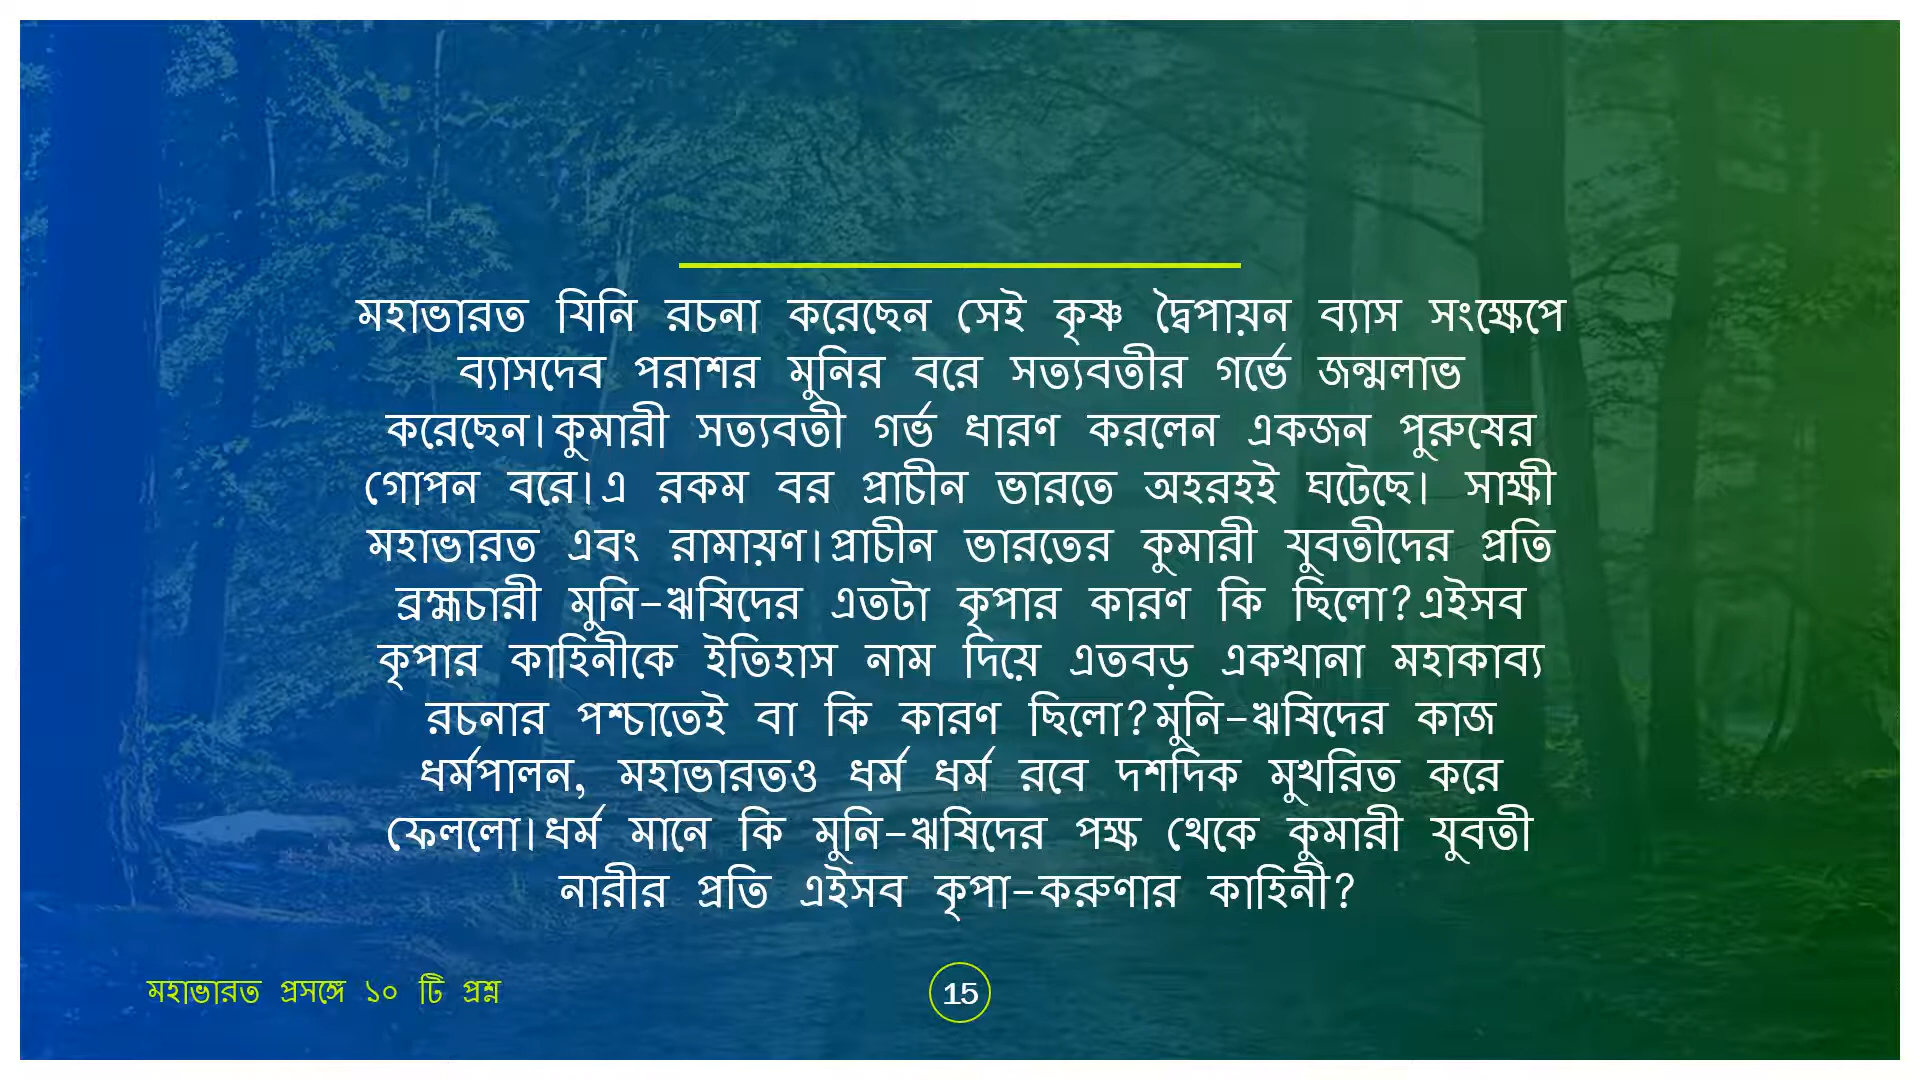 মহাভারত যিনি রচনা করেছেন সেই কৃষ্ণ দ্বৈপায়ন ব্যাস সংক্ষেপে
ব্যাসদেব পরাশর মুনির বরে সত্যবতীর গর্ভে জন্মলাভ
করেছেন।কুমারী সত্যবতী গর্ভ ধারণ করলেন একজন পুরুষের
গোপন বরে।এ রকম বর প্রাচীন ভারতে অহরহই ঘটেছে। সাক্ষী
মহাভারত এবং রামায়ণ।প্রাচীন ভারতের কুমারী যুবতীদের প্রতি
ব্রহ্মচারী মুনি-ঋষিদের এতটা কৃপার কারণ কি ছিলো?এইসব
কৃপার কাহিনীকে ইতিহাস নাম দিয়ে এতবড় একখানা মহাকাব্য
রচনার পশ্চাতেই বা কি কারণ ছিলো?মুনি-ঋষিদের কাজ
ধর্মপালন, মহাভারতও ধর্ম ধর্ম রবে দশদিক মুখরিত করে
ফেললো।ধর্ম মানে কি মুনি-ঋষিদের পক্ষ থেকে কুমারী যুবতী
নারীর প্রতি এইসব কৃপা-করুণার কাহিনী?
মহাভারত প্রসঙ্গে ১০ টি প্রশ্ন
15